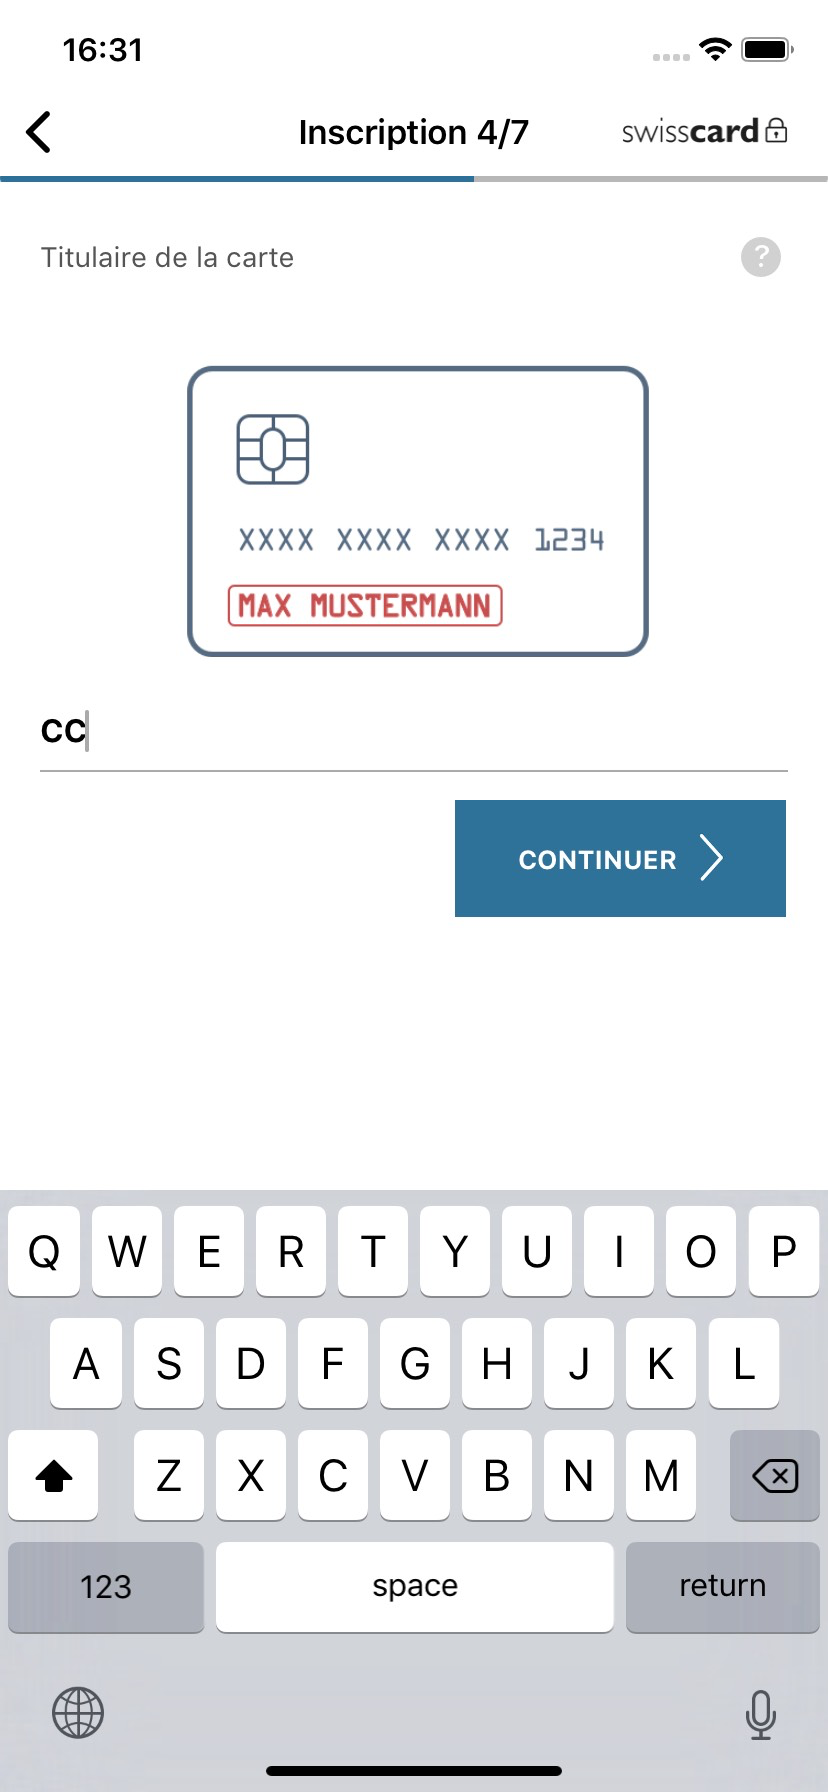 16:31
Inscription 4/7
swisscard
Titulaire de la carte
?
XXXX XXXX XXXX 1234
MAX MUSTERMANN
cc
CONTINUER
Q W E R T Y U I O P
A S D F G H J K L
Z X C V B N M
123 space return